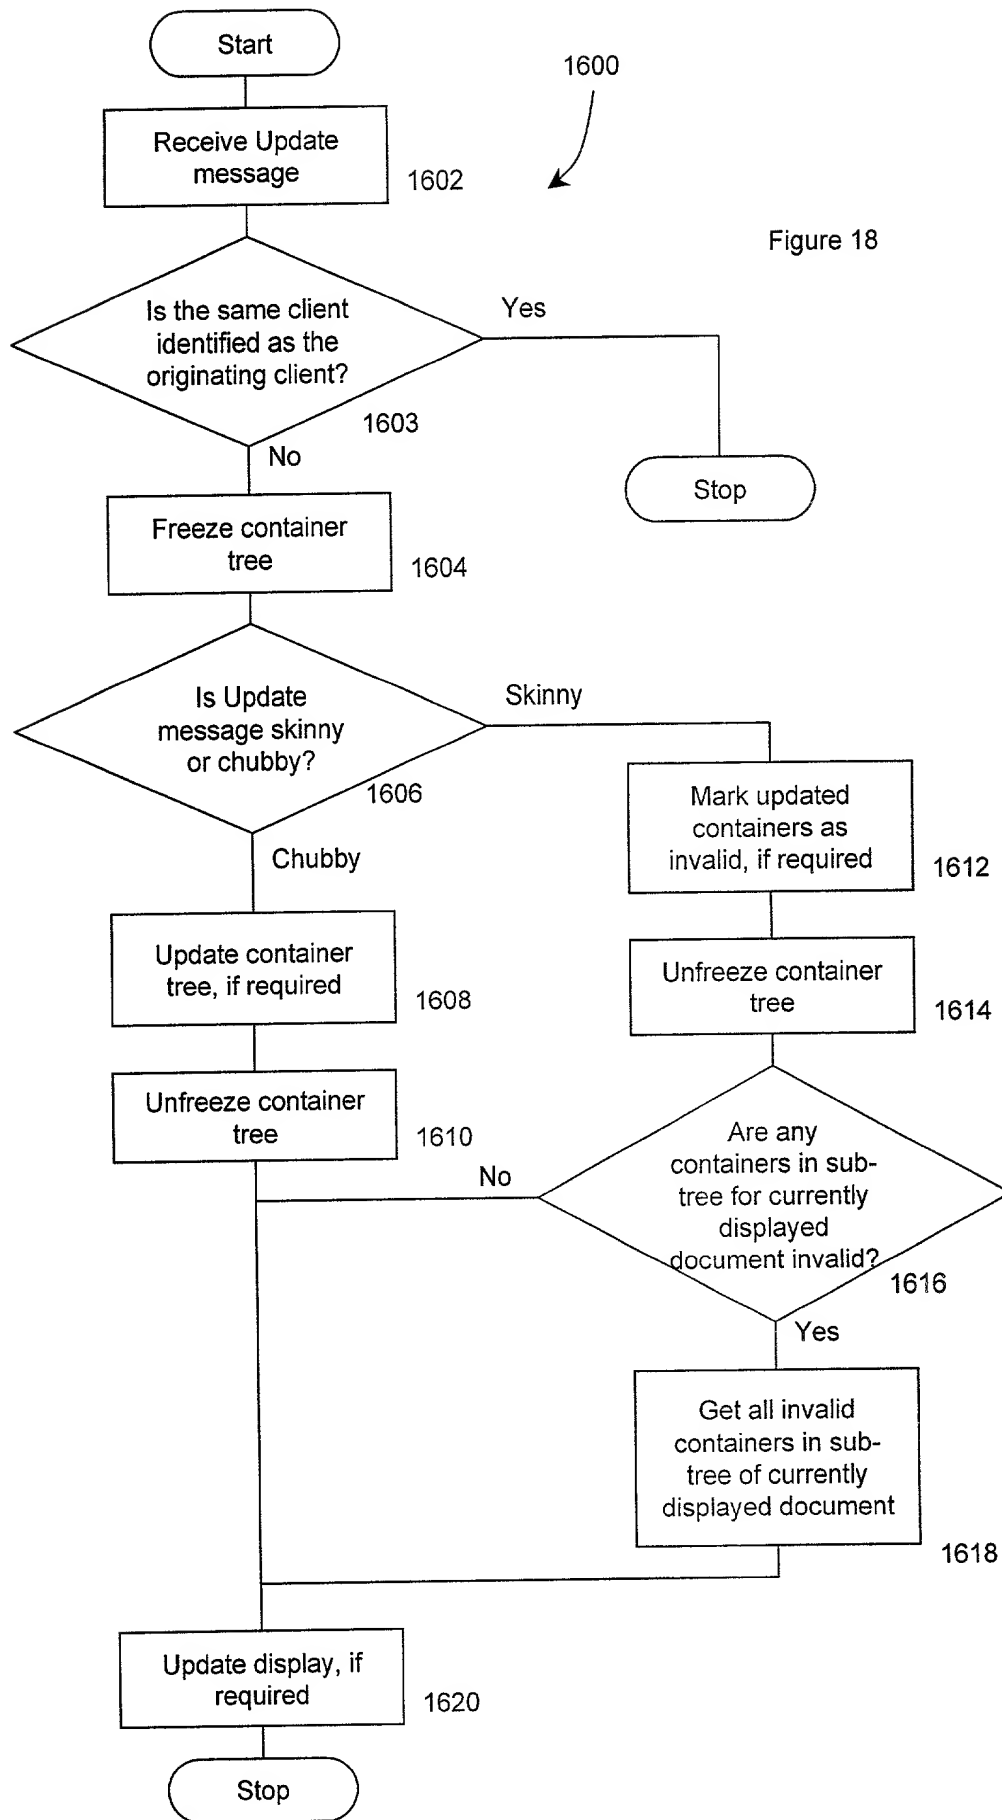 Start
1600
Receive Update
message
1602
Figure 18
Is the same client
identified as the
originating client?
Yes
1603
No
Stop
Freeze container
tree
1604
Is Update
message skinny
or chubby?
Skinny
1606
Chubby
Mark updated
containers as
invalid, if required
1612
Update container
tree, if required
1608
Unfreeze container
tree
1614
Unfreeze container
tree
1610
Are any
containers in sub-
tree for currently
displayed
document invalid?
No
1616
Yes
Get all invalid
containers in sub-
tree of currently
displayed document
1618
Update display, if
required
1620
Stop